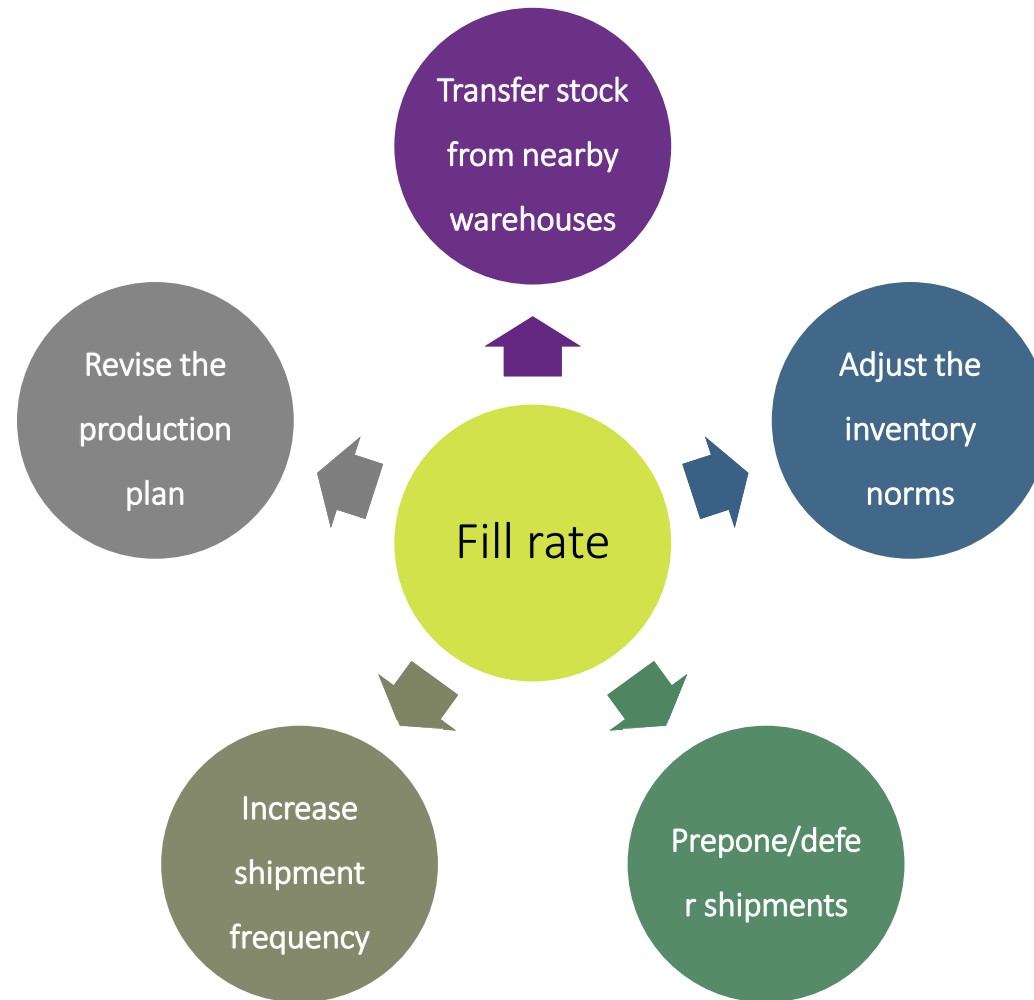 Transfer stock
from nearby
warehouses
Revise the
production
plan
Adjust the
inventory
norms
Fill rate
Increase
shipment
frequency
Prepone/defe
r shipments